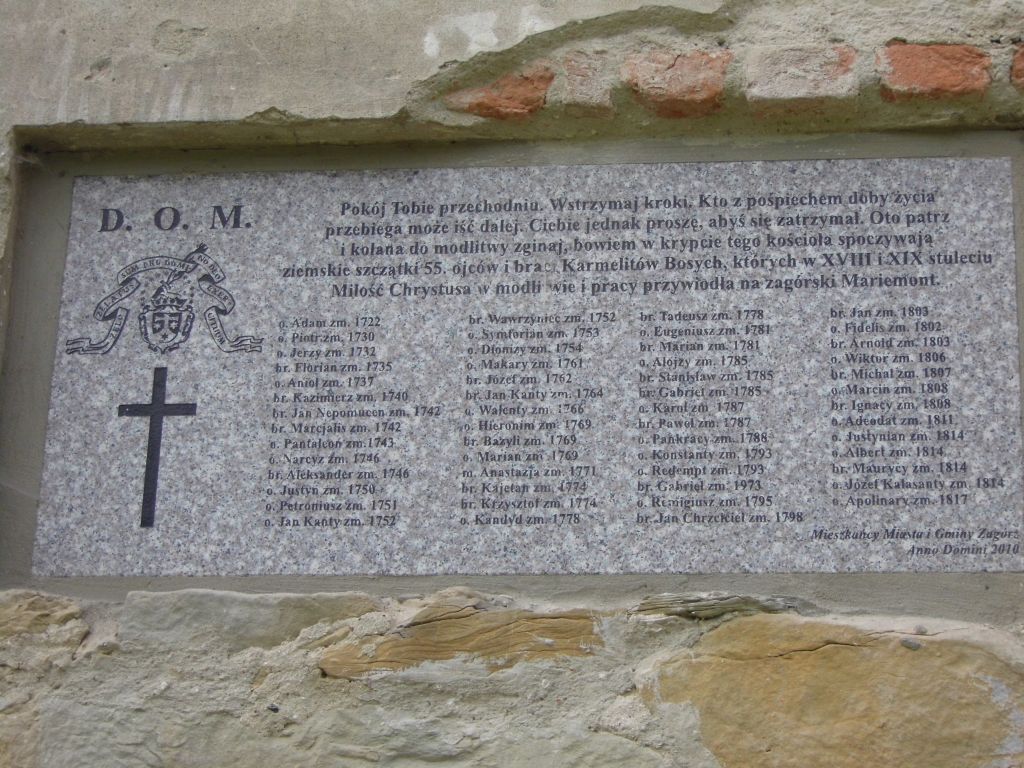 D. O. M.
Pokój Tobie przechodniu. Wstrzymaj kroki. Kto z pośpiechem doby życia
przebiega może iść dalej. Ciebie jednak proszę, abyś się zatrzymał. Oto patrz
i kolana do modlitwy zginaj, bowiem w krypcie tego kościoła spoczywają
ziemskie szczątki 55. ojców i braci Karmelitów Bosych, których w XVIII i XIX stuleciu
Miłość Chrystusa w modlitwie i pracy przywiodła na zagórski Mariemont.
o. Adam zm. 1722
o. Piotr zm. 1730
o. Jerzy zm. 1732
br. Florian zm. 1735
o. Anioł zm. 1737
br. Kazimierz zm. 1740
br. Jan Nepomucen zm. 1742
br. Marcjalis zm. 1742
o. Pantaleon zm. 1743
o. Narcyz zm. 1746
br. Aleksander zm. 1746
o. Justyn zm. 1750
o. Petroniusz zm. 1751
o. Jan Kanty zm. 1752
br. Wawrzyniec zm. 1752
o. Symforian zm. 1753
o. Dionizy zm. 1754
o. Makary zm. 1761
br. Józef zm. 1762
br. Jan Kanty zm. 1764
o. Walenty zm. 1766
o. Hieronim zm. 1769
br. Bazyli zm. 1769
o. Marian zm. 1769
m. Anastazja zm. 1771
br. Kajetan zm. 1774
br. Krzysztof zm. 1774
o. Kandyd zm. 1778
br. Tadeusz zm. 1778
o. Eugeniusz zm. 1781
br. Marian zm. 1781
o. Alojzy zm. 1785
br. Stanisław zm. 1785
br. Gabriel zm. 1785
o. Karol zm. 1787
br. Paweł zm. 1787
o. Pankracy zm. 1788
o. Konstanty zm. 1793
o. Redempt zm. 1793
br. Gabriel zm. 1973
o. Remigiusz zm. 1795
br. Jan Chrzciciel zm. 1798
br. Jan zm. 1803
o. Fidelis zm. 1802
br. Arnold zm. 1803
o. Wiktor zm. 1806
br. Michał zm. 1807
o. Marcin zm. 1808
br. Ignacy zm. 1808
o. Adeodat zm. 1811
o. Justynian zm. 1814
o. Albert zm. 1814
br. Maurycy zm. 1814
o. Józef Kalasanty zm. 1814
o. Apolinary zm. 1817
Mieszkańcy Miasta i Gminy Zagórz
Anno Domini 2010